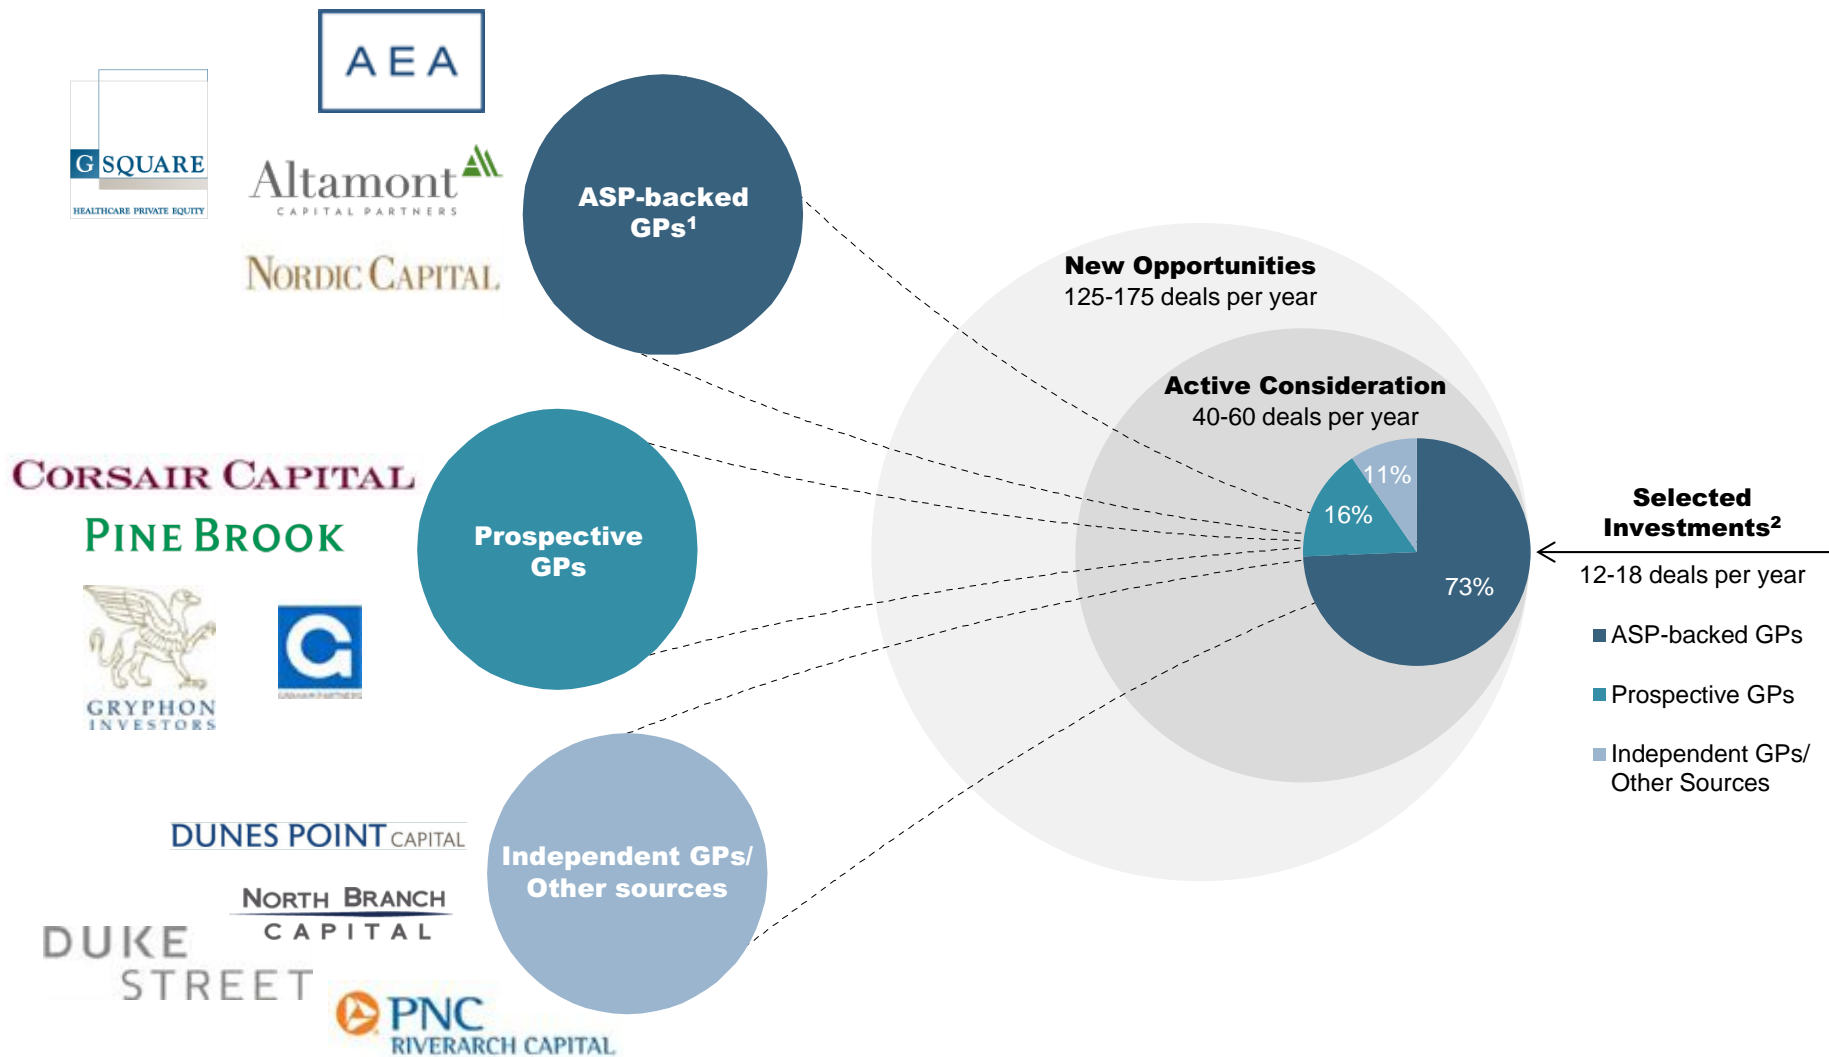 AEA
G SQUARE
HEALTHCARE PRIVATE EQUITY
Altamont
CAPITAL PARTNERS
NORDIC CAPITAL
ASP-backed
GPs¹
New Opportunities
125-175 deals per year
Active Consideration
40-60 deals per year
CORSAIR CAPITAL
PINE BROOK
GRYPHON
INVESTORS
G
Prospective
GPs
11%
16%
73%
Selected
Investments²
12-18 deals per year
ASP-backed GPs
Prospective GPs
Independent GPs/
Other Sources
DUNES POINT CAPITAL
NORTH BRANCH
CAPITAL
DUKE
STREET
PNC
RIVERARCH CAPITAL
Independent GPs/
Other sources